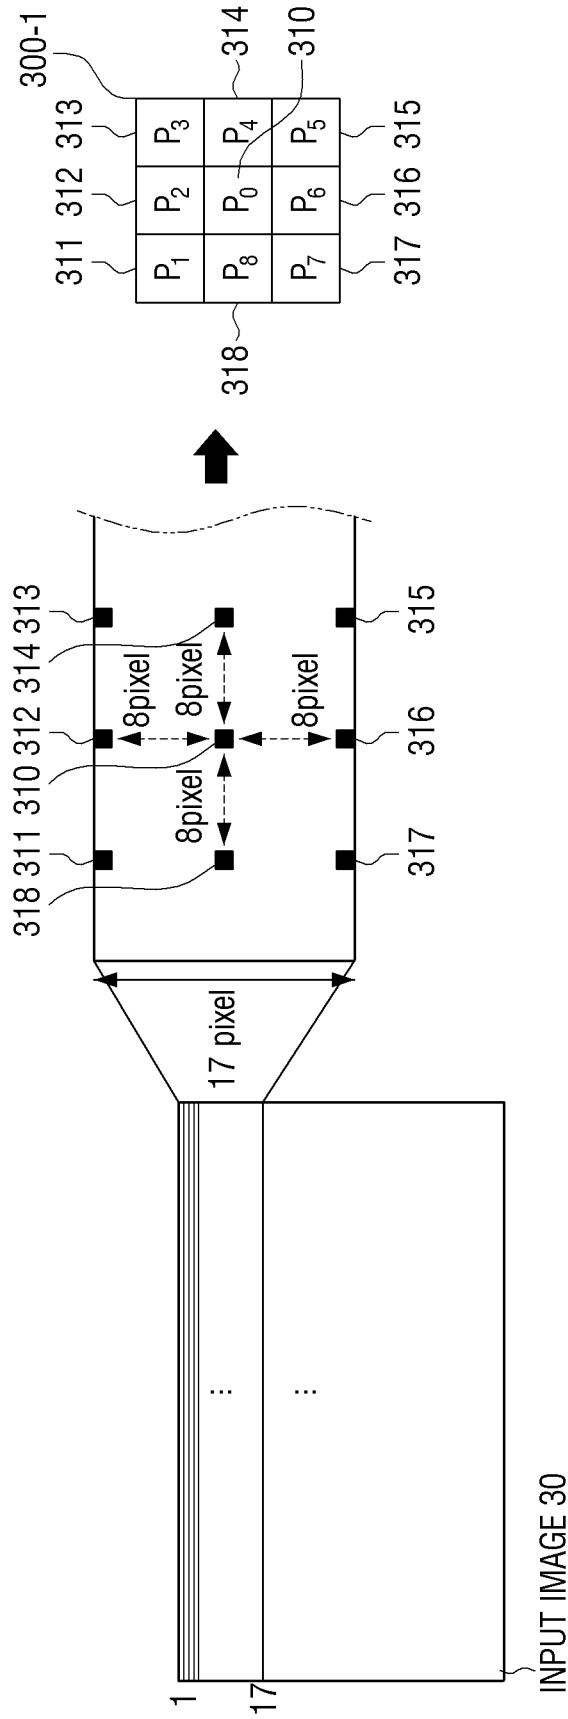 1
17
...
...
INPUT IMAGE 30
17 pixel
318 311 310 312 314 313
8pixel
8pixel 8pixel
8pixel
317 316 315
300-1
311 312 313
P1 P2 P3
318 P8 P0 P4 314
310
P7 P6 P5
317 316 315